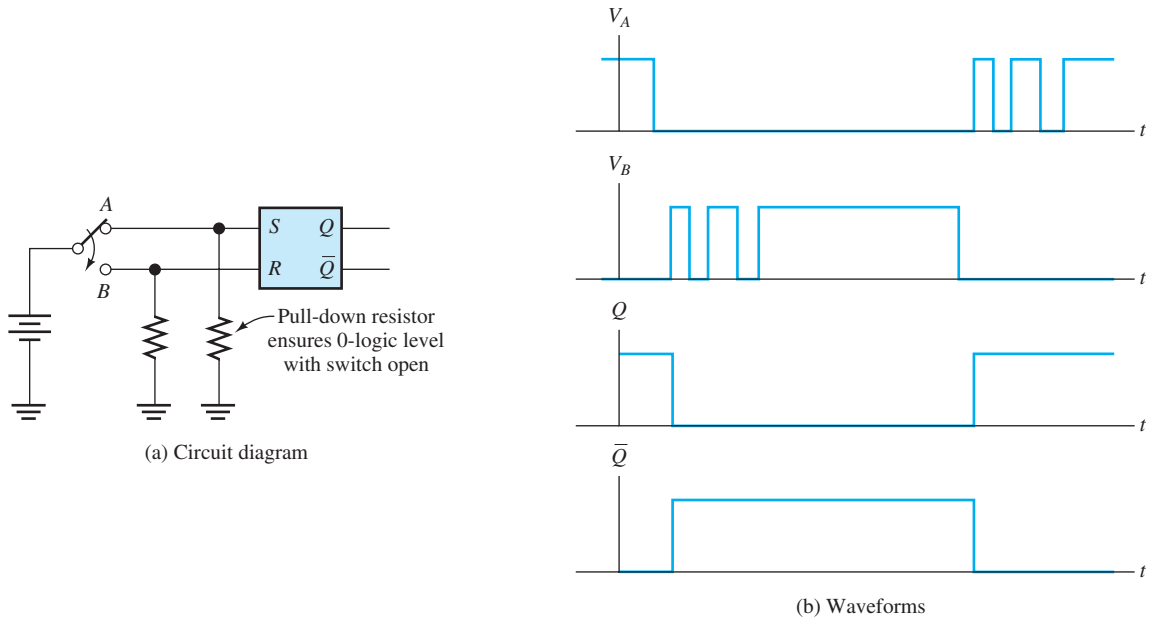 A
B
S
Q
R
Q̅
Pull-down resistor
ensures 0-logic level
with switch open
(a) Circuit diagram
V_A
t
V_B
t
Q
t
Q̅
t
(b) Waveforms